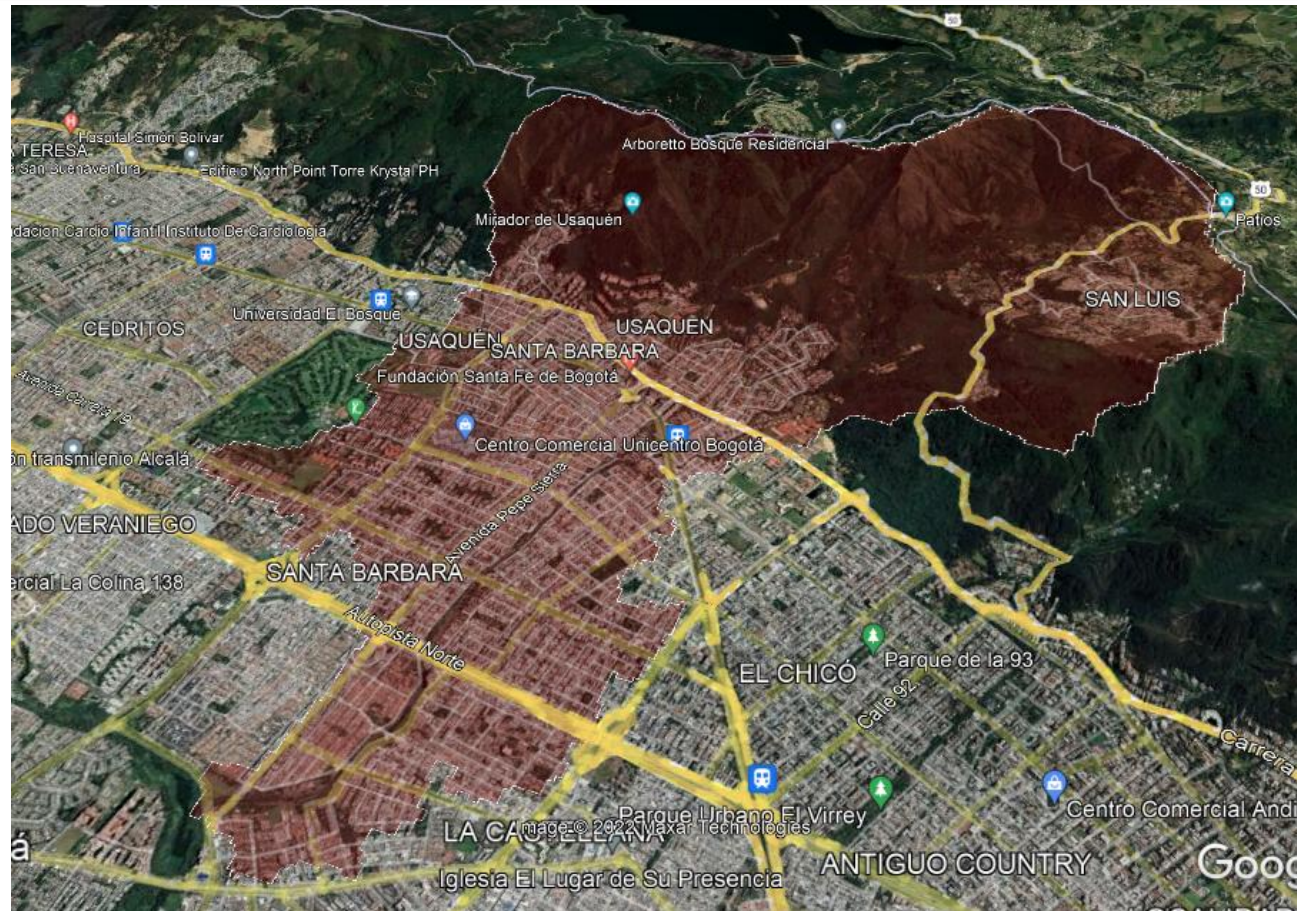 50
Hospital Simón Bolívar
A TERESA
e San Buenaventura
Edificio North Point Torre Krystal PH
Arboretto Bosque Residencial
50
Mirador de Usaquén
Patios
dación Cardio Infantil Instituto De Cardiología
SAN LUIS
Universidad El Bosque
CEDRITOS
USAQUEN
USAQUÉN
SANTA BARBARA
Fundación Santa Fe de Bogotá
Avenida Carrera 19
Centro Comercial Unicentro Bogotá
ón transmilenio Alcalá
Avenida Pepe Sierra
ADO VERANIEGO
SANTA BARBARA
ercial La Colina 138
Autopista Norte
Parque de la 93
EL CHICÓ
Calle 92
Carrera
Centro Comercial Andi
Parque Urbano El Virrey
Image © 2022 Maxar Technologies
LA CASTELLANA
á
ANTIGUO COUNTRY
Goog
Iglesia El Lugar de Su Presencia